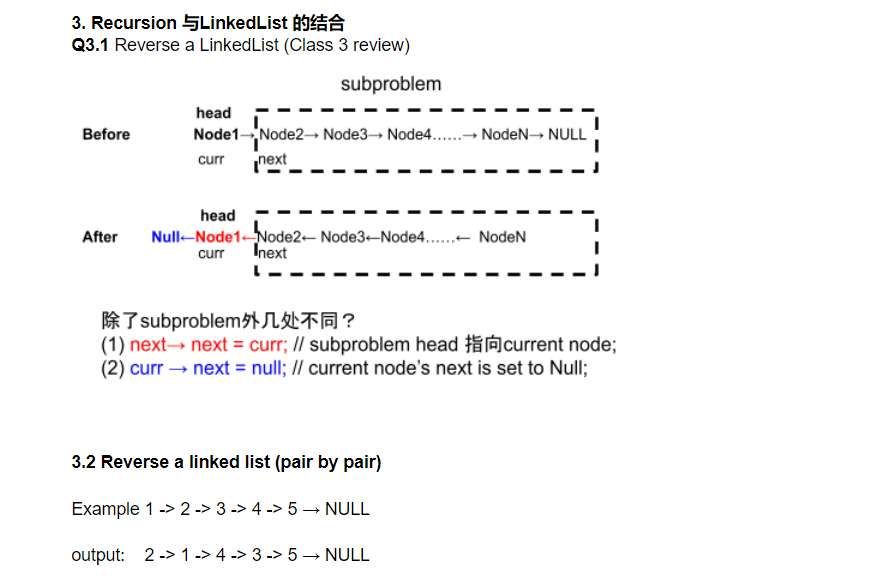 3. Recursion 与LinkedList 的结合
Q3.1 Reverse a LinkedList (Class 3 review)
subproblem
head
Before Node1→ Node2→ Node3→ Node4......→ NodeN→ NULL
curr next
head
After Null←Node1←Node2← Node3←Node4......← NodeN
curr next
除了subproblem外几处不同？
(1) next→ next = curr; // subproblem head 指向current node;
(2) curr → next = null; // current node's next is set to Null;
3.2 Reverse a linked list (pair by pair)
Example 1 -> 2 -> 3 -> 4 -> 5 → NULL
output: 2 -> 1 -> 4 -> 3 -> 5 → NULL